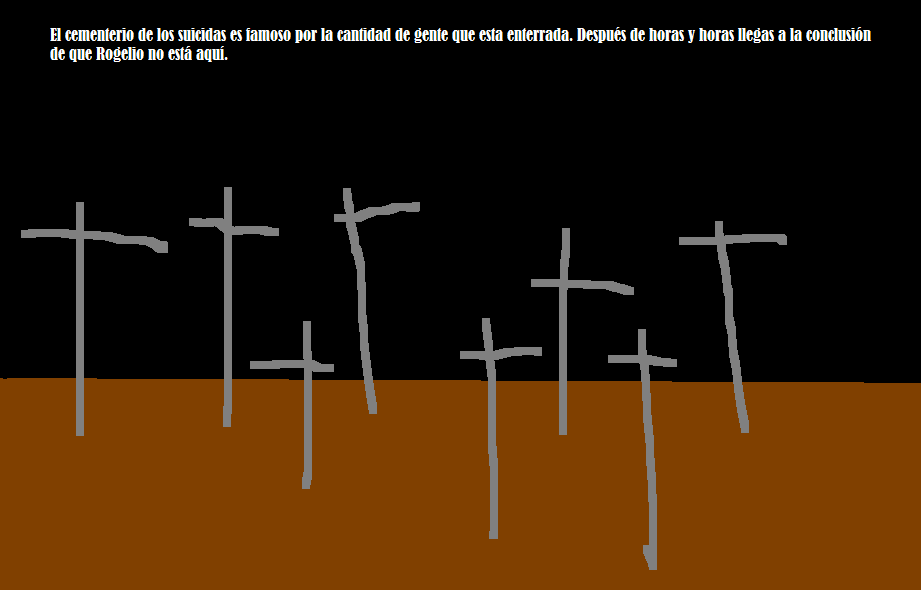 El cementerio de los suicidas es famoso por la cantidad de gente que esta enterrada. Después de horas y horas llegas a la conclusión
de que Rogelio no está aquí.